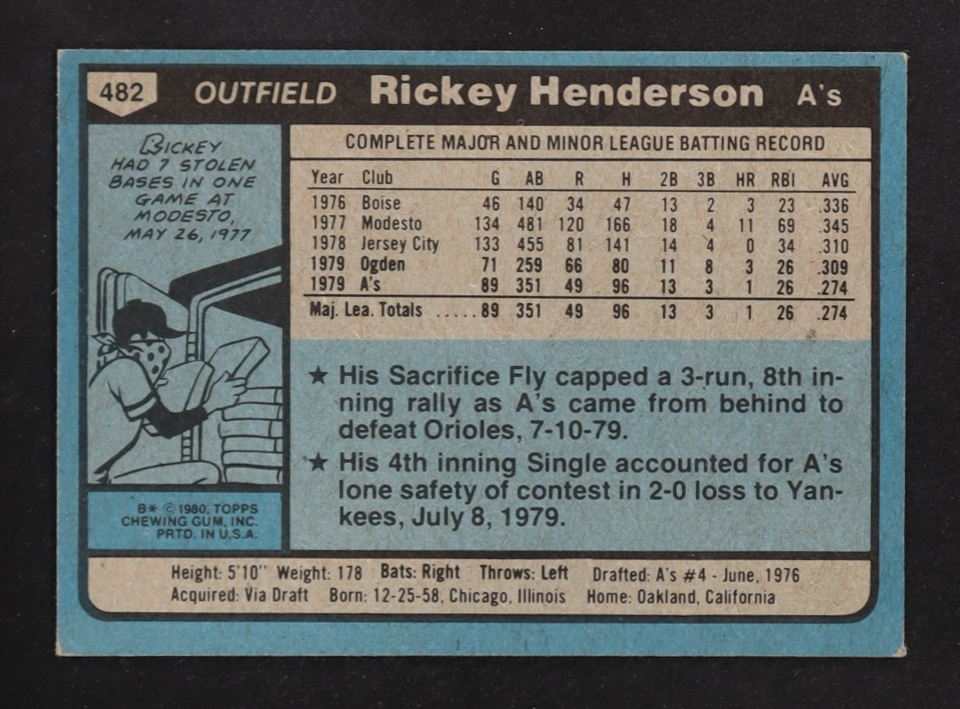 482 OUTFIELD Rickey Henderson A's
RICKEY
HAD 7 STOLEN
BASES IN ONE
GAME AT
MODESTO,
MAY 26, 1977
COMPLETE MAJOR AND MINOR LEAGUE BATTING RECORD
Year Club G AB R H 2B 3B HR RBI AVG
1976 Boise 46 140 34 47 13 2 3 23 .336
1977 Modesto 134 481 120 166 18 4 11 69 .345
1978 Jersey City 133 455 81 141 14 4 0 34 .310
1979 Ogden 71 259 66 80 11 8 3 26 .309
1979 A's 89 351 49 96 13 3 1 26 .274
Maj. Lea. Totals .....89 351 49 96 13 3 1 26 .274
★ His Sacrifice Fly capped a 3-run, 8th in-
ning rally as A's came from behind to
defeat Orioles, 7-10-79.
★ His 4th inning Single accounted for A's
lone safety of contest in 2-0 loss to Yan-
kees, July 8, 1979.
B* © 1980, TOPPS
CHEWING GUM, INC.
PRTD. IN U.S.A.
Height: 5'10" Weight: 178 Bats: Right Throws: Left Drafted: A's #4 - June, 1976
Acquired: Via Draft Born: 12-25-58, Chicago, Illinois Home: Oakland, California